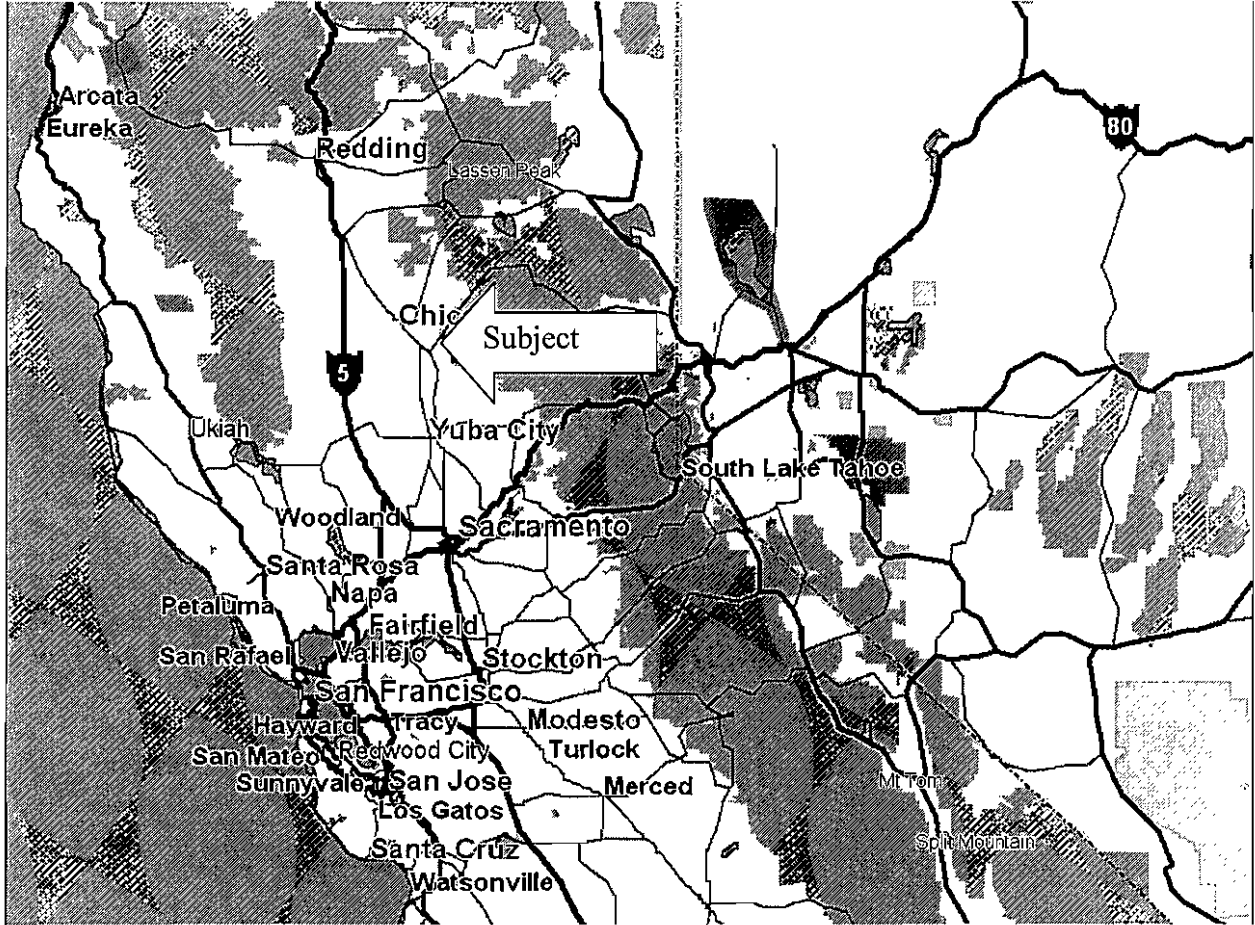 Arcata
Eureka
80
Redding
Lassen Peak
Chic
Subject
5
Ukiah
Yuba City
South Lake Tahoe
Woodland
Sacramento
Santa Rosa
Napa
Petaluma
Fairfield
San Rafael
Vallejo
Stockton
San Francisco
Hayward
Tracy
Modesto
San Mateo
Redwood City
Turlock
Sunnyvale
San Jose
Merced
Mt Tom
Los Gatos
Split Mountain
Santa Cruz
Watsonville